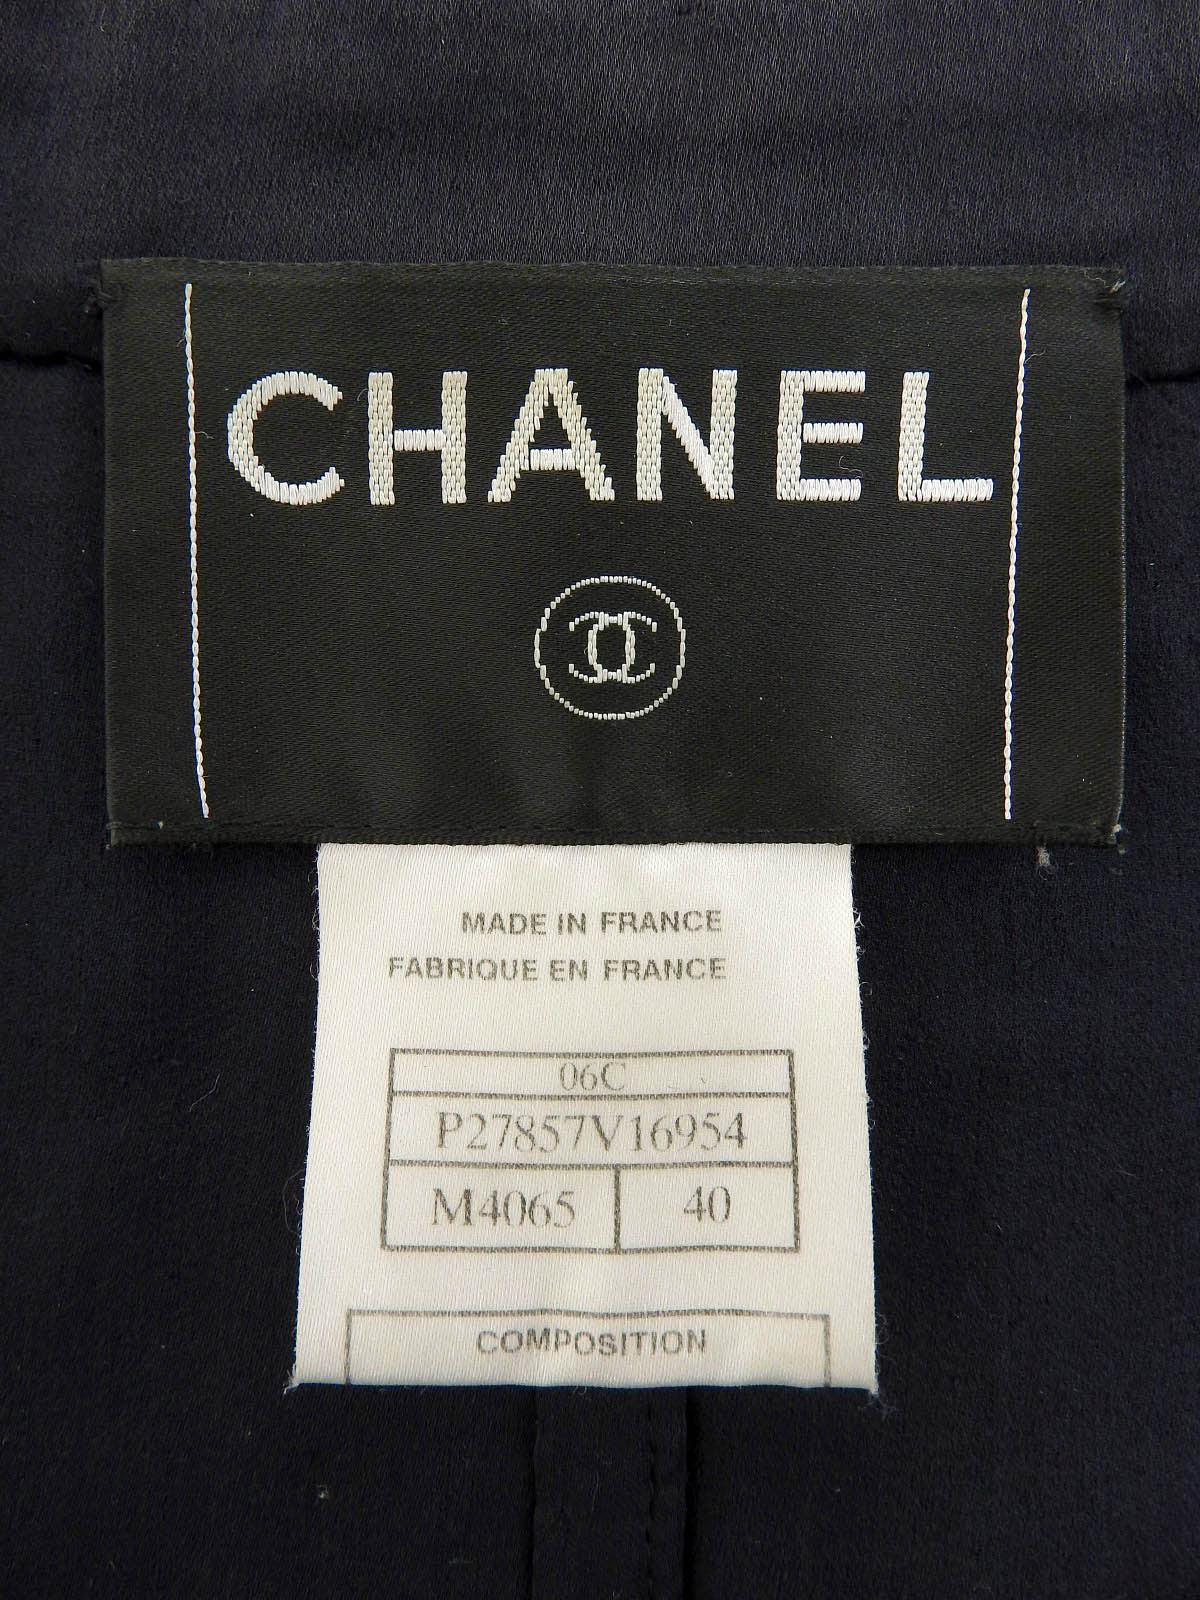 CHANEL
MADE IN FRANCE
FABRIQUE EN FRANCE
06C
P27857V16954
M4065 40
COMPOSITION